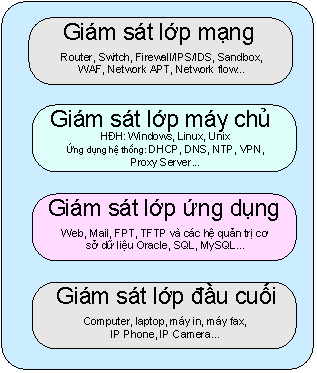 Giám sát lớp mạng
Router, Switch, Firewall/IPS/IDS, Sandbox,
WAF, Network APT, Network flow...
Giám sát lớp máy chủ
HĐH: Windows, Linux, Unix
Ứng dụng hệ thống: DHCP, DNS, NTP, VPN,
Proxy Server...
Giám sát lớp ứng dụng
Web, Mail, FPT, TFTP và các hệ quản trị cơ
sở dữ liệu Oracle, SQL, MySQL...
Giám sát lớp đầu cuối
Computer, laptop, máy in, máy fax,
IP Phone, IP Camera...